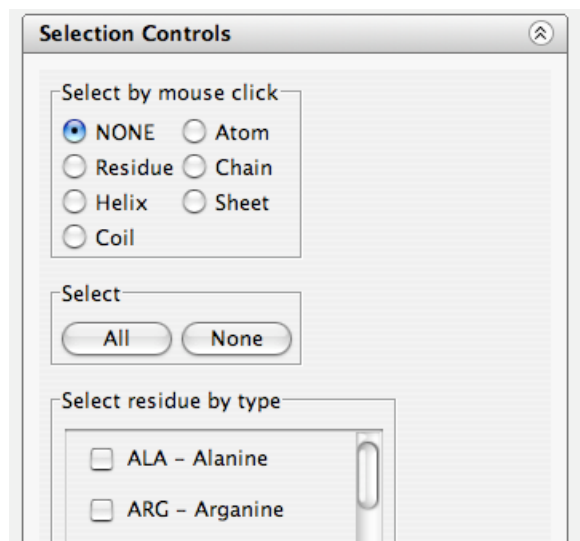 Selection Controls
Select by mouse click
NONE Atom
Residue Chain
Helix Sheet
Coil
Select
All None
Select residue by type
ALA – Alanine
ARG – Arganine